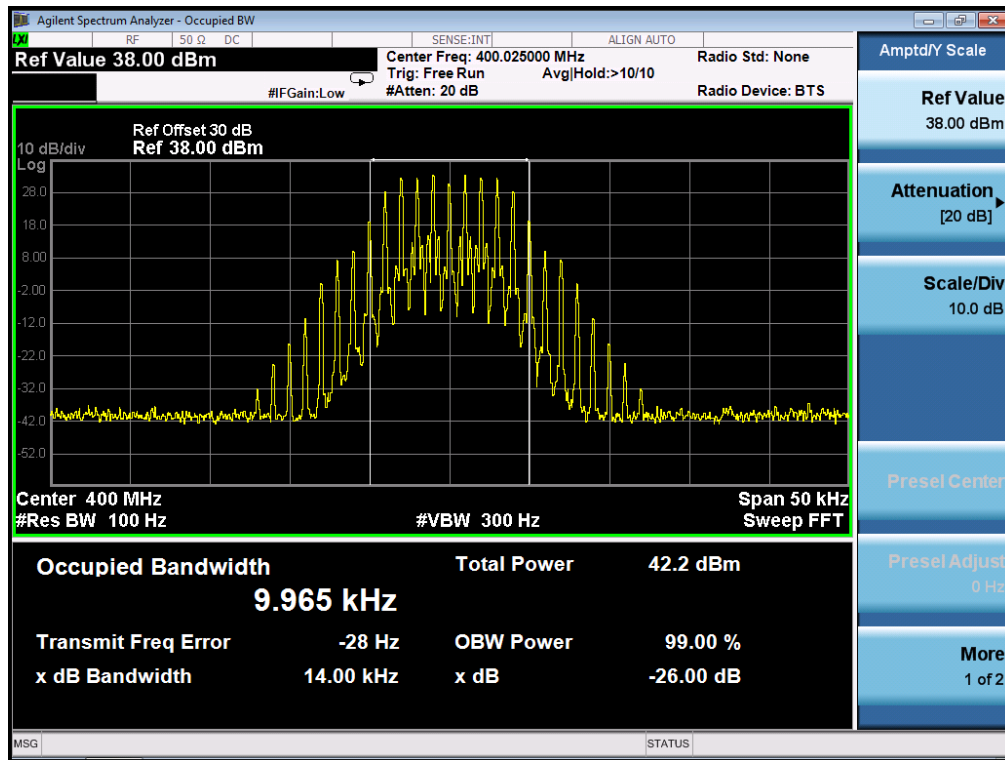 Agilent Spectrum Analyzer - Occupied BW
LXI
RF 50 Ω DC SENSE:INT ALIGN AUTO
Ref Value 38.00 dBm
Center Freq: 400.025000 MHz
Radio Std: None
Trig: Free Run Avg|Hold:>10/10
#IFGain:Low
#Atten: 20 dB
Radio Device: BTS
Ref Offset 30 dB
10 dB/div Ref 38.00 dBm
Log
28.0
18.0
8.00
-2.00
-12.0
-22.0
-32.0
-42.0
-52.0
Center 400 MHz
Span 50 kHz
#Res BW 100 Hz
#VBW 300 Hz
Sweep FFT
Occupied Bandwidth
Total Power 42.2 dBm
9.965 kHz
Transmit Freq Error -28 Hz
OBW Power 99.00 %
x dB Bandwidth 14.00 kHz
x dB -26.00 dB
MSG
STATUS
Amptd/Y Scale
Ref Value
38.00 dBm
Attenuation
[20 dB]
Scale/Div
10.0 dB
Presel Center
Presel Adjust
0 Hz
More
1 of 2